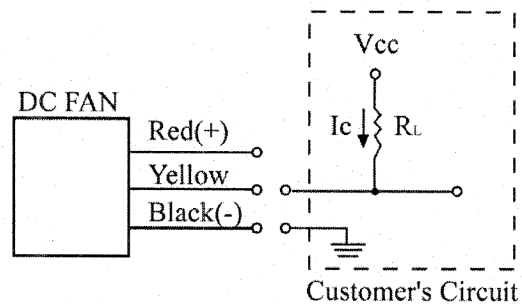 Vcc
DC FAN
Red(+)
Ic
RL
Yellow
Black(-)
Customer's Circuit